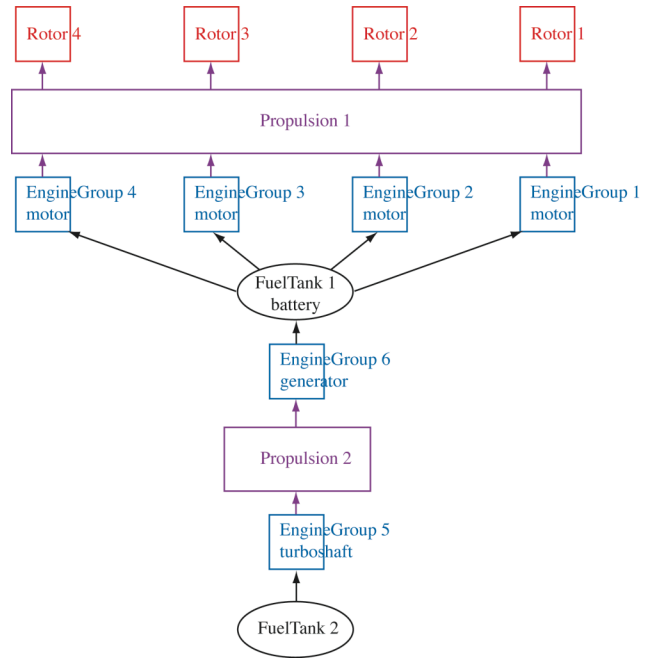 Rotor 4
Rotor 3
Rotor 2
Rotor 1
Propulsion 1
EngineGroup 4
motor
EngineGroup 3
motor
EngineGroup 2
motor
EngineGroup 1
motor
FuelTank 1
battery
EngineGroup 6
generator
Propulsion 2
EngineGroup 5
turboshaft
FuelTank 2